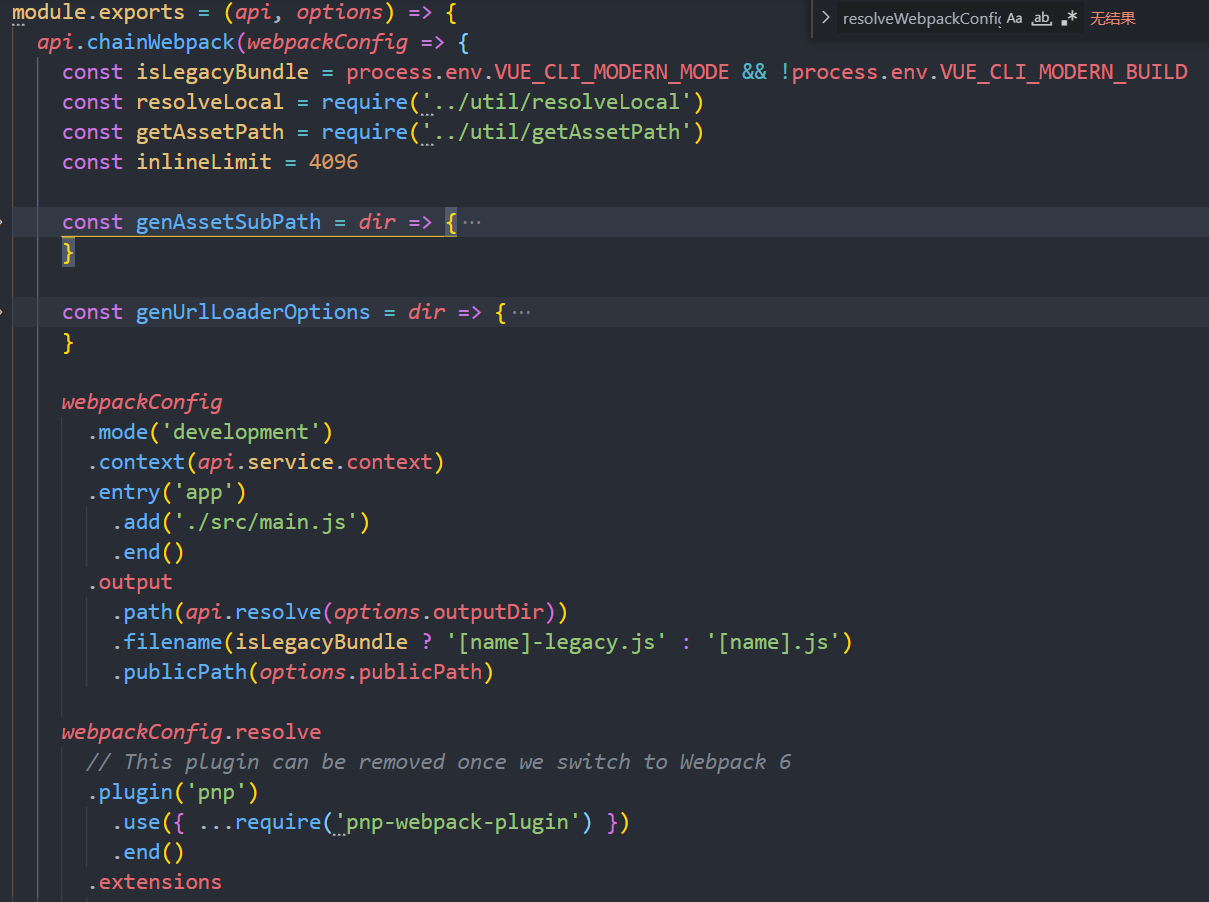 module.exports = (api, options) => {
resolveWebpackConfi Aa ab .* 无结果
api.chainWebpack(webpackConfig => {
const isLegacyBundle = process.env.VUE_CLI_MODERN_MODE && !process.env.VUE_CLI_MODERN_BUILD
const resolveLocal = require('../util/resolveLocal')
const getAssetPath = require('../util/getAssetPath')
const inlineLimit = 4096
const genAssetSubPath = dir => {···
}
const genUrlLoaderOptions = dir => {···
}
webpackConfig
.mode('development')
.context(api.service.context)
.entry('app')
.add('./src/main.js')
.end()
.output
.path(api.resolve(options.outputDir))
.filename(isLegacyBundle ? '[name]-legacy.js' : '[name].js')
.publicPath(options.publicPath)
webpackConfig.resolve
// This plugin can be removed once we switch to Webpack 6
.plugin('pnp')
.use({ ...require('pnp-webpack-plugin') })
.end()
.extensions